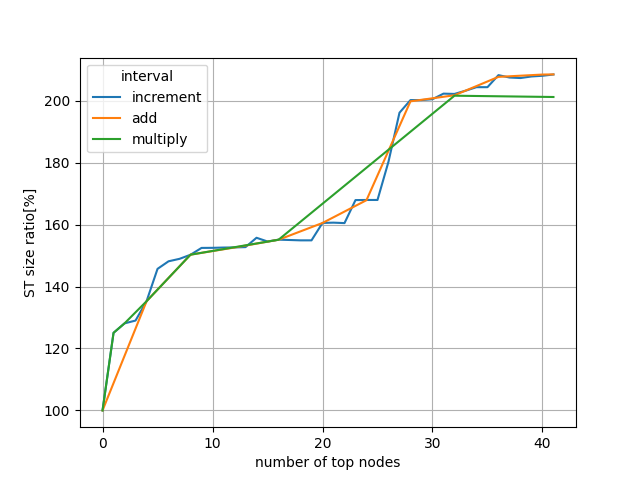 interval
increment
add
multiply
200
180
160
140
120
100
ST size ratio[%]
0 10 20 30 40
number of top nodes